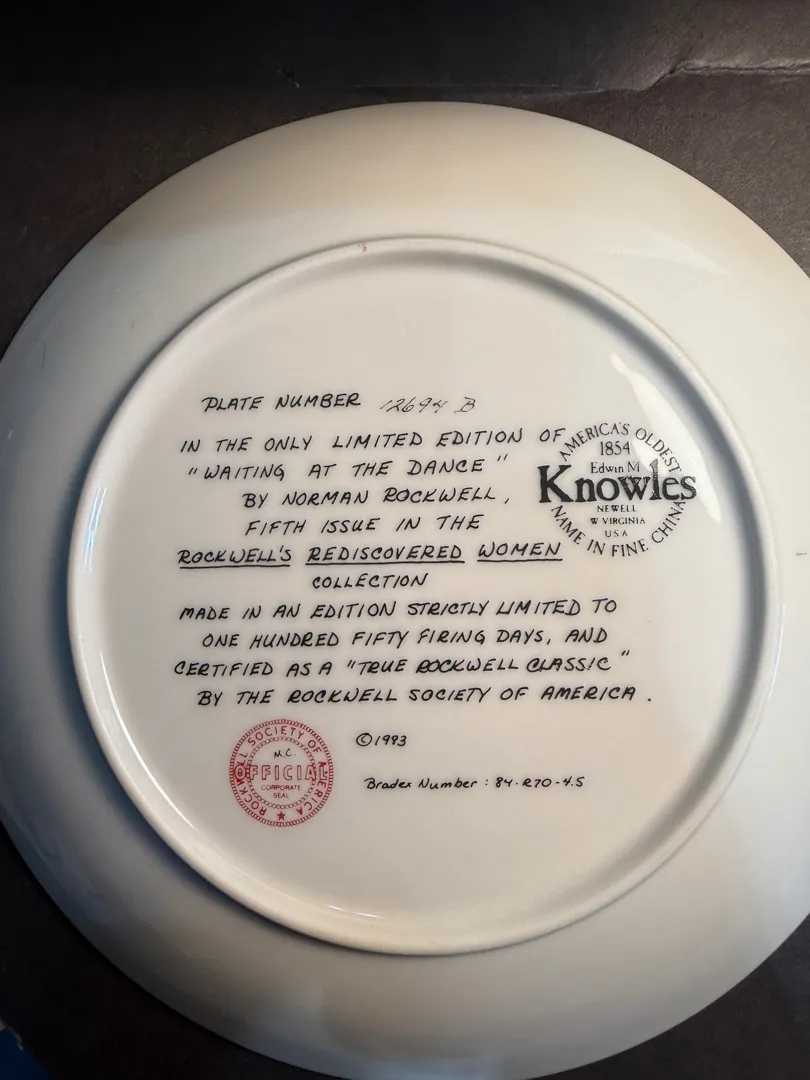 PLATE NUMBER 12694 B
IN THE ONLY LIMITED EDITION OF
"WAITING AT THE DANCE"
BY NORMAN ROCKWELL,
FIFTH ISSUE IN THE
ROCKWELL'S REDISCOVERED WOMEN
COLLECTION
MADE IN AN EDITION STRICTLY LIMITED TO
ONE HUNDRED FIFTY FIRING DAYS, AND
CERTIFIED AS A "TRUE ROCKWELL CLASSIC"
BY THE ROCKWELL SOCIETY OF AMERICA.
AMERICA'S OLDEST
1854
Edwin M
Knowles
NEWELL
W VIRGINIA
USA
NAME IN FINE CHINA
ROCKWELL SOCIETY OF AMERICA
M.C.
OFFICIAL
CORPORATE
SEAL
©1983
Bradex Number: 84-R70-4.5